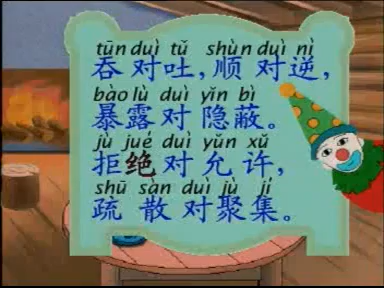 tūn duì tǔ shùn duì nì
吞对吐，顺对逆，
bào lù duì yǐn bì
暴露对隐蔽。
jù jué duì yǔn xǔ
拒绝对允许，
shū sàn duì jù jí
疏散对聚集。